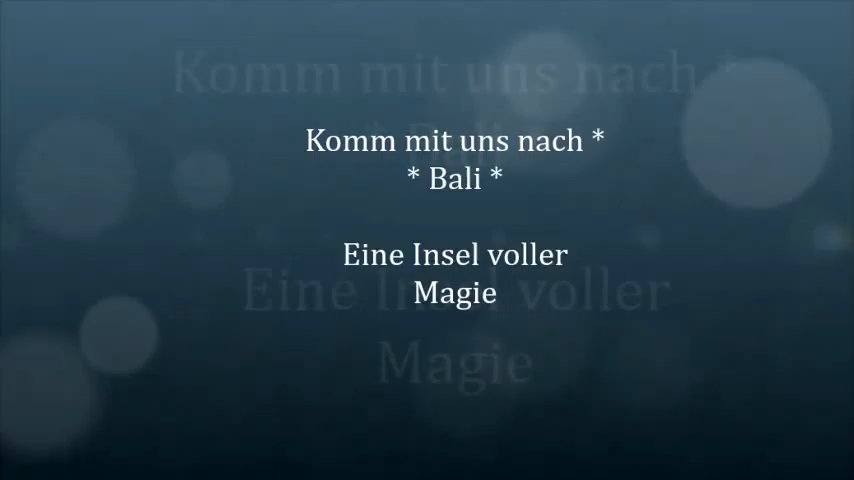 Komm mit uns nach *
* Bali *
Eine Insel voller
Magie